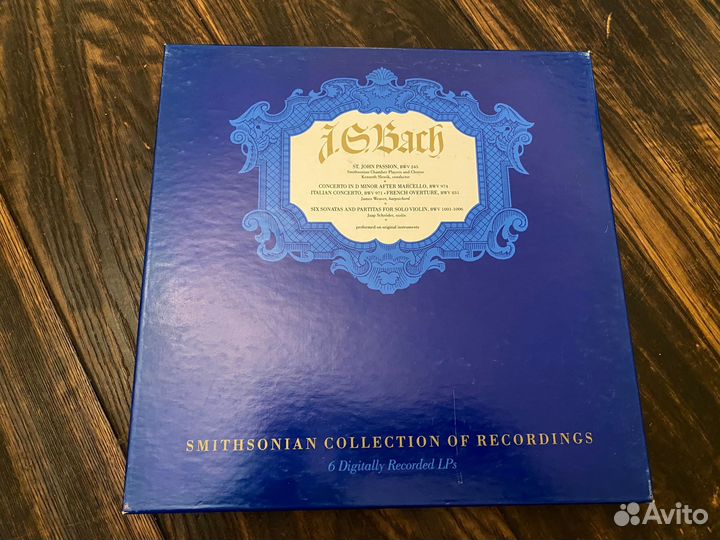 J.S. Bach
ST. JOHN PASSION, BWV 245
Smithsonian Chamber Players and Chorus
Kenneth Slowik, conductor
CONCERTO IN D MINOR AFTER MARCELLO, BWV 974
ITALIAN CONCERTO, BWV 971 • FRENCH OVERTURE, BWV 831
James Weaver, harpsichord
SIX SONATAS AND PARTITAS FOR SOLO VIOLIN, BWV 1001-1006
Jaap Schröder, violin
performed on original instruments
SMITHSONIAN COLLECTION OF RECORDINGS
6 Digitally Recorded LPs
Avito